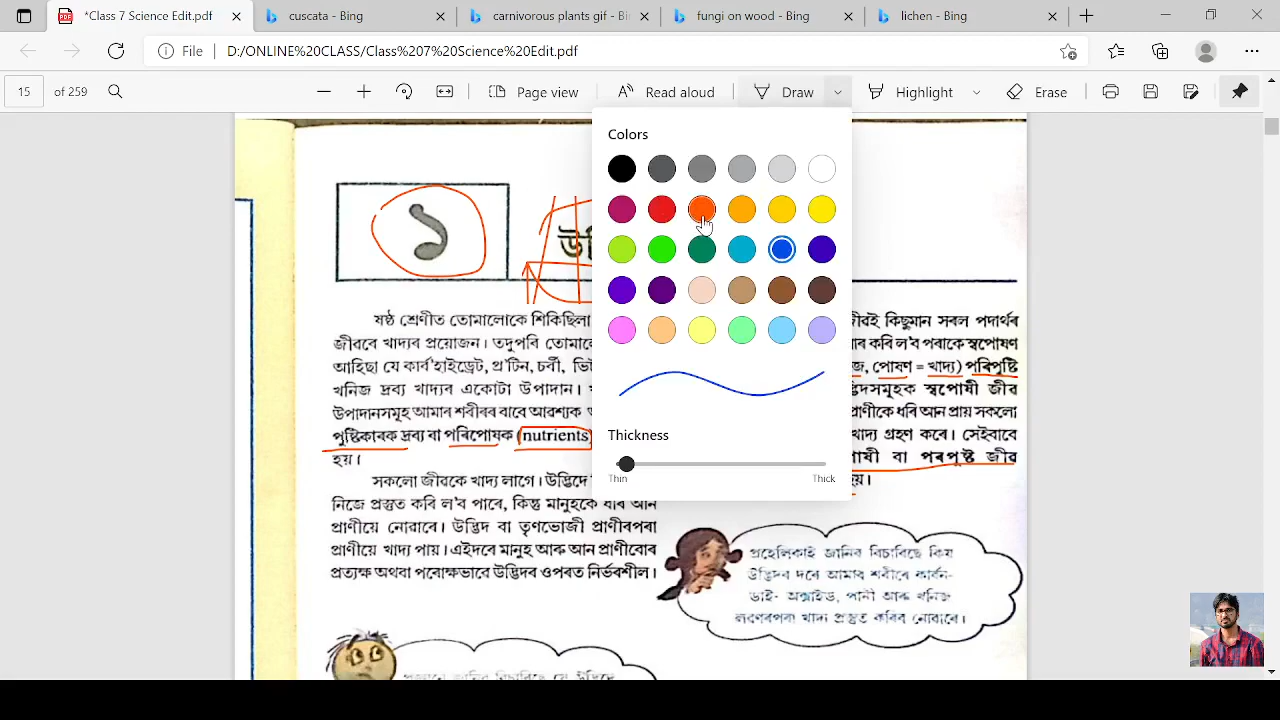 *Class 7 Science Edit.pdf
cuscata - Bing
carnivorous plants gif - Bi
fungi on wood - Bing
lichen - Bing
File
D:/ONLINE%20CLASS/Class%207%20Science%20Edit.pdf
15
of 259
Page view
Read aloud
Draw
Highlight
Erase
Colors
Thickness
Thin
Thick
১
ষষ্ঠ শ্ৰেণীত তোমালোকে শিকিছিলা
জীৱৰে খাদ্যৰ প্ৰয়োজন। তদুপৰি তোমা
আহিছা যে কাৰ্ব'হাইড্ৰেট, প্ৰ'টিন, চৰ্বী, ভিট
খনিজ দ্ৰব্য খাদ্যৰ একোটা উপাদান।
উপাদানসমূহ আমাৰ শৰীৰৰ বাবে আৱশ্যক
পুষ্টিকাৰক দ্ৰব্য বা পৰিপোষক (nutrients)
হয়।
সকলো জীৱকে খাদ্য লাগে। উদ্ভিদে
নিজে প্ৰস্তুত কৰি ল'ব পাৰে, কিন্তু মানুহকে ধৰি আন
প্ৰাণীয়ে নোৱাৰে। উদ্ভিদ বা তৃণভোজী প্ৰাণীৰপৰা
প্ৰাণীয়ে খাদ্য পায়। এইদৰে মানুহ আৰু আন প্ৰাণীবোৰ
প্ৰত্যক্ষ অথবা পৰোক্ষভাবে উদ্ভিদৰ ওপৰত নিৰ্ভৰশীল।
জীৱই কিছুমান সৰল পদাৰ্থৰ
কৰি ল'ব পৰাকে স্বপোষণ
পোষণ = খাদ্য) পৰিপুষ্টি
স্বপোষী জীৱ
প্ৰাণীকে ধৰি আন প্ৰায় সকলো
খাদ্য গ্ৰহণ কৰে। সেইবাবে
বা পৰপুষ্ট জীৱ
হয়।
প্ৰহেলিকাই জানিব বিচাৰিছে কিয়
উদ্ভিদৰ দৰে আমাৰ শৰীৰে কাৰ্বন-
ডাই- অক্সাইড, পানী আৰু খনিজ
লৱণৰপৰা খাদ্য প্ৰস্তুত কৰিব নোৱাৰে।
জানিব বিচাৰিছে যে উদ্ভিদে